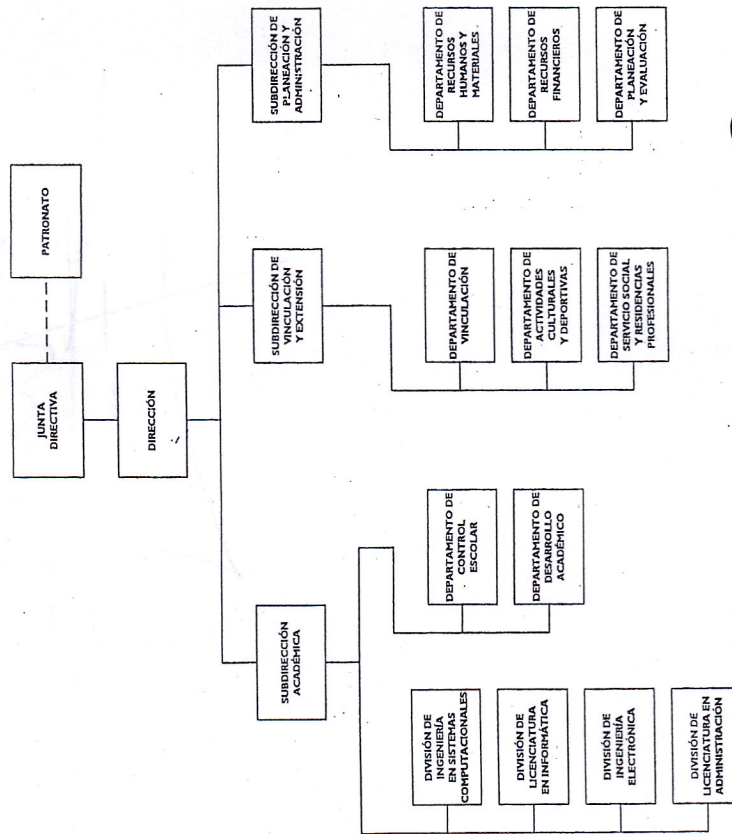 JUNTA
DIRECTIVA
PATRONATO
DIRECCIÓN
SUBDIRECCIÓN
ACADÉMICA
SUBDIRECCIÓN DE
VINCULACIÓN
Y EXTENSIÓN
SUBDIRECCIÓN DE
PLANEACIÓN Y
ADMINISTRACIÓN
DIVISIÓN DE
INGENIERÍA
EN SISTEMAS
COMPUTACIONALES
DIVISIÓN DE
LICENCIATURA
EN INFORMÁTICA
DIVISIÓN DE
INGENIERÍA
ELECTRÓNICA
DIVISIÓN DE
LICENCIATURA EN
ADMINISTRACIÓN
DEPARTAMENTO DE
CONTROL
ESCOLAR
DEPARTAMENTO DE
DESARROLLO
ACADÉMICO
DEPARTAMENTO DE
VINCULACIÓN
DEPARTAMENTO DE
ACTIVIDADES
CULTURALES
Y DEPORTIVAS
DEPARTAMENTO DE
SERVICIO SOCIAL
Y RESIDENCIAS
PROFESIONALES
DEPARTAMENTO DE
RECURSOS
HUMANOS Y
MATERIALES
DEPARTAMENTO DE
RECURSOS
FINANCIEROS
DEPARTAMENTO DE
PLANEACIÓN
Y EVALUACIÓN